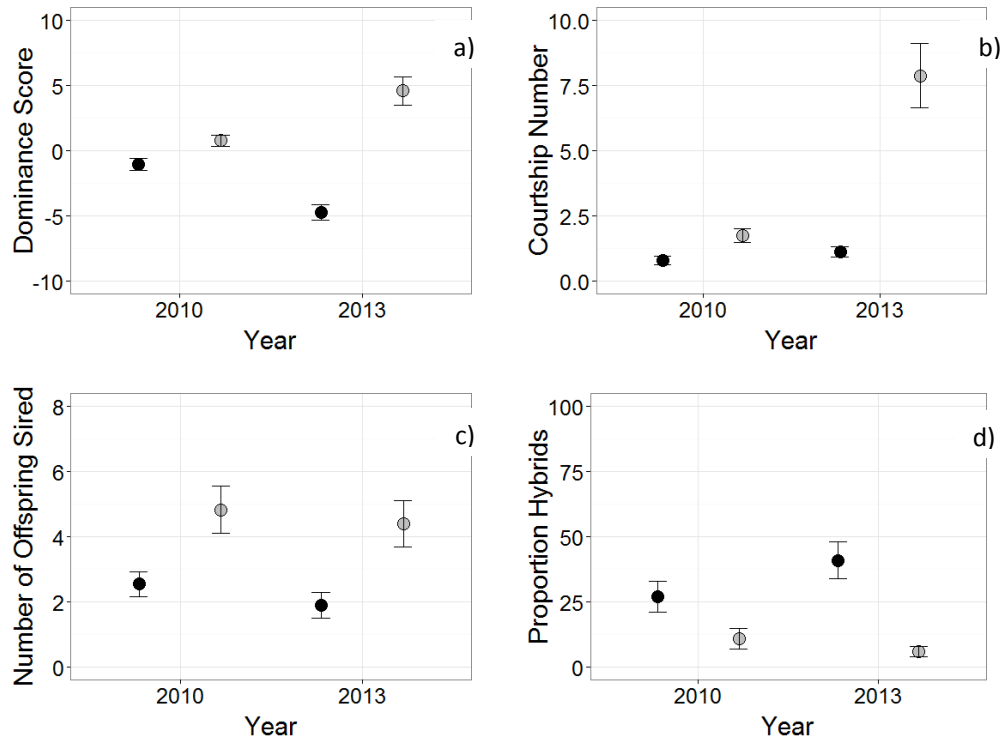 a)
Dominance Score
10
5
0
-5
-10
2010 2013
Year
b)
Courtship Number
10.0
7.5
5.0
2.5
0.0
2010 2013
Year
c)
Number of Offspring Sired
8
6
4
2
0
2010 2013
Year
d)
Proportion Hybrids
100
75
50
25
0
2010 2013
Year